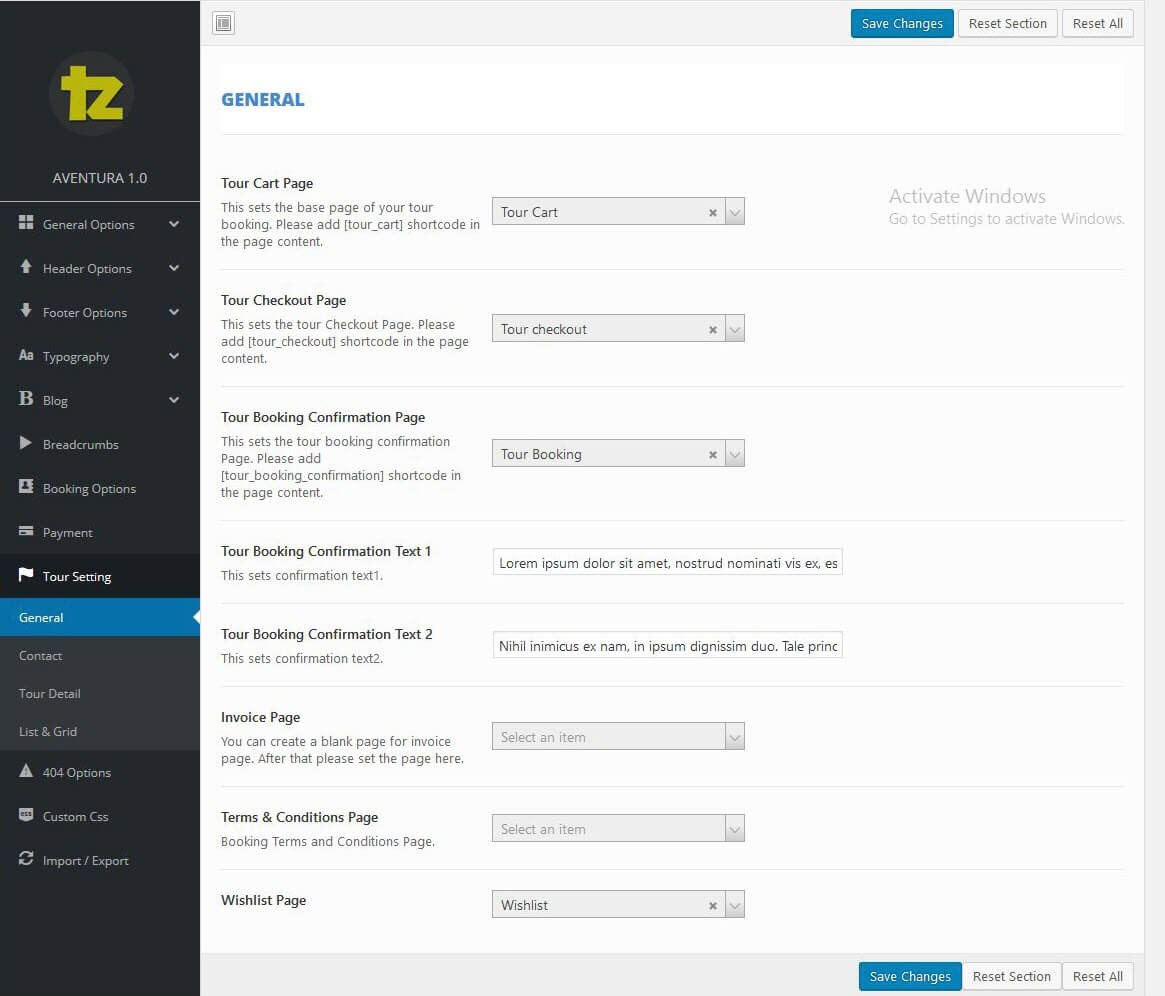 Save Changes Reset Section Reset All
tz
AVENTURA 1.0
General Options
Header Options
Footer Options
Aa Typography
B Blog
Breadcrumbs
Booking Options
Payment
Tour Setting
General
Contact
Tour Detail
List & Grid
404 Options
css Custom Css
Import / Export
GENERAL
Activate Windows
Go to Settings to activate Windows.
Tour Cart Page
This sets the base page of your tour
booking. Please add [tour_cart] shortcode in
the page content.
Tour Cart
Tour Checkout Page
This sets the tour Checkout Page. Please
add [tour_checkout] shortcode in the page
content.
Tour checkout
Tour Booking Confirmation Page
This sets the tour booking confirmation
Page. Please add
[tour_booking_confirmation] shortcode in
the page content.
Tour Booking
Tour Booking Confirmation Text 1
This sets confirmation text1.
Lorem ipsum dolor sit amet, nostrud nominati vis ex, es
Tour Booking Confirmation Text 2
This sets confirmation text2.
Nihil inimicus ex nam, in ipsum dignissim duo. Tale princ
Invoice Page
You can create a blank page for invoice
page. After that please set the page here.
Select an item
Terms & Conditions Page
Booking Terms and Conditions Page.
Select an item
Wishlist Page
Wishlist
Save Changes Reset Section Reset All